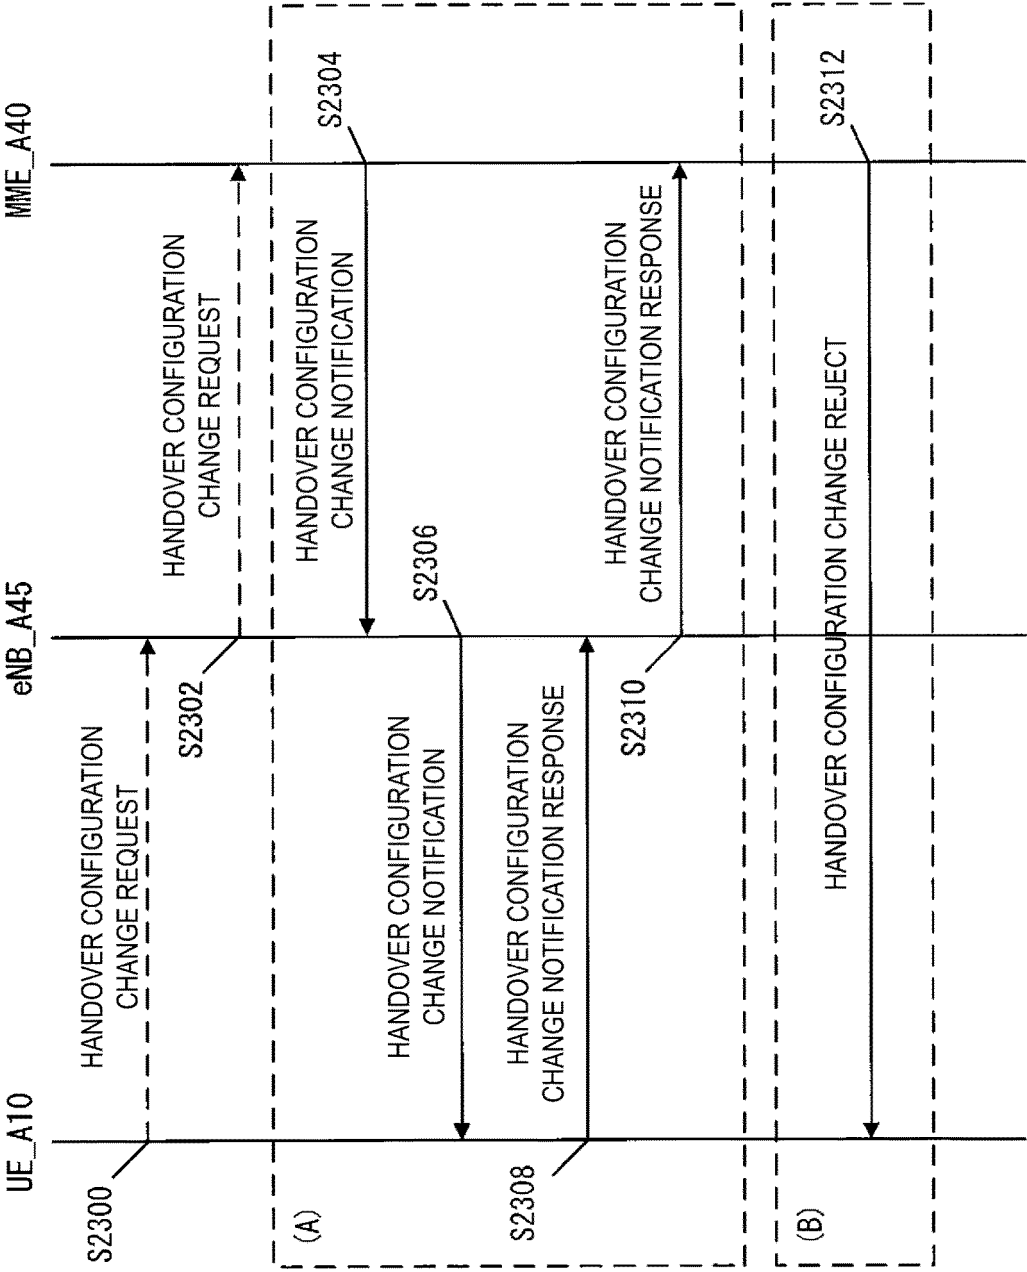 UE_A10
eNB_A45
MME_A40
HANDOVER CONFIGURATION
CHANGE REQUEST
S2300
HANDOVER CONFIGURATION
CHANGE REQUEST
S2302
(A)
HANDOVER CONFIGURATION
CHANGE NOTIFICATION
S2304
HANDOVER CONFIGURATION
CHANGE NOTIFICATION
S2306
HANDOVER CONFIGURATION
CHANGE NOTIFICATION RESPONSE
S2308
HANDOVER CONFIGURATION
CHANGE NOTIFICATION RESPONSE
S2310
(B)
HANDOVER CONFIGURATION CHANGE REJECT
S2312